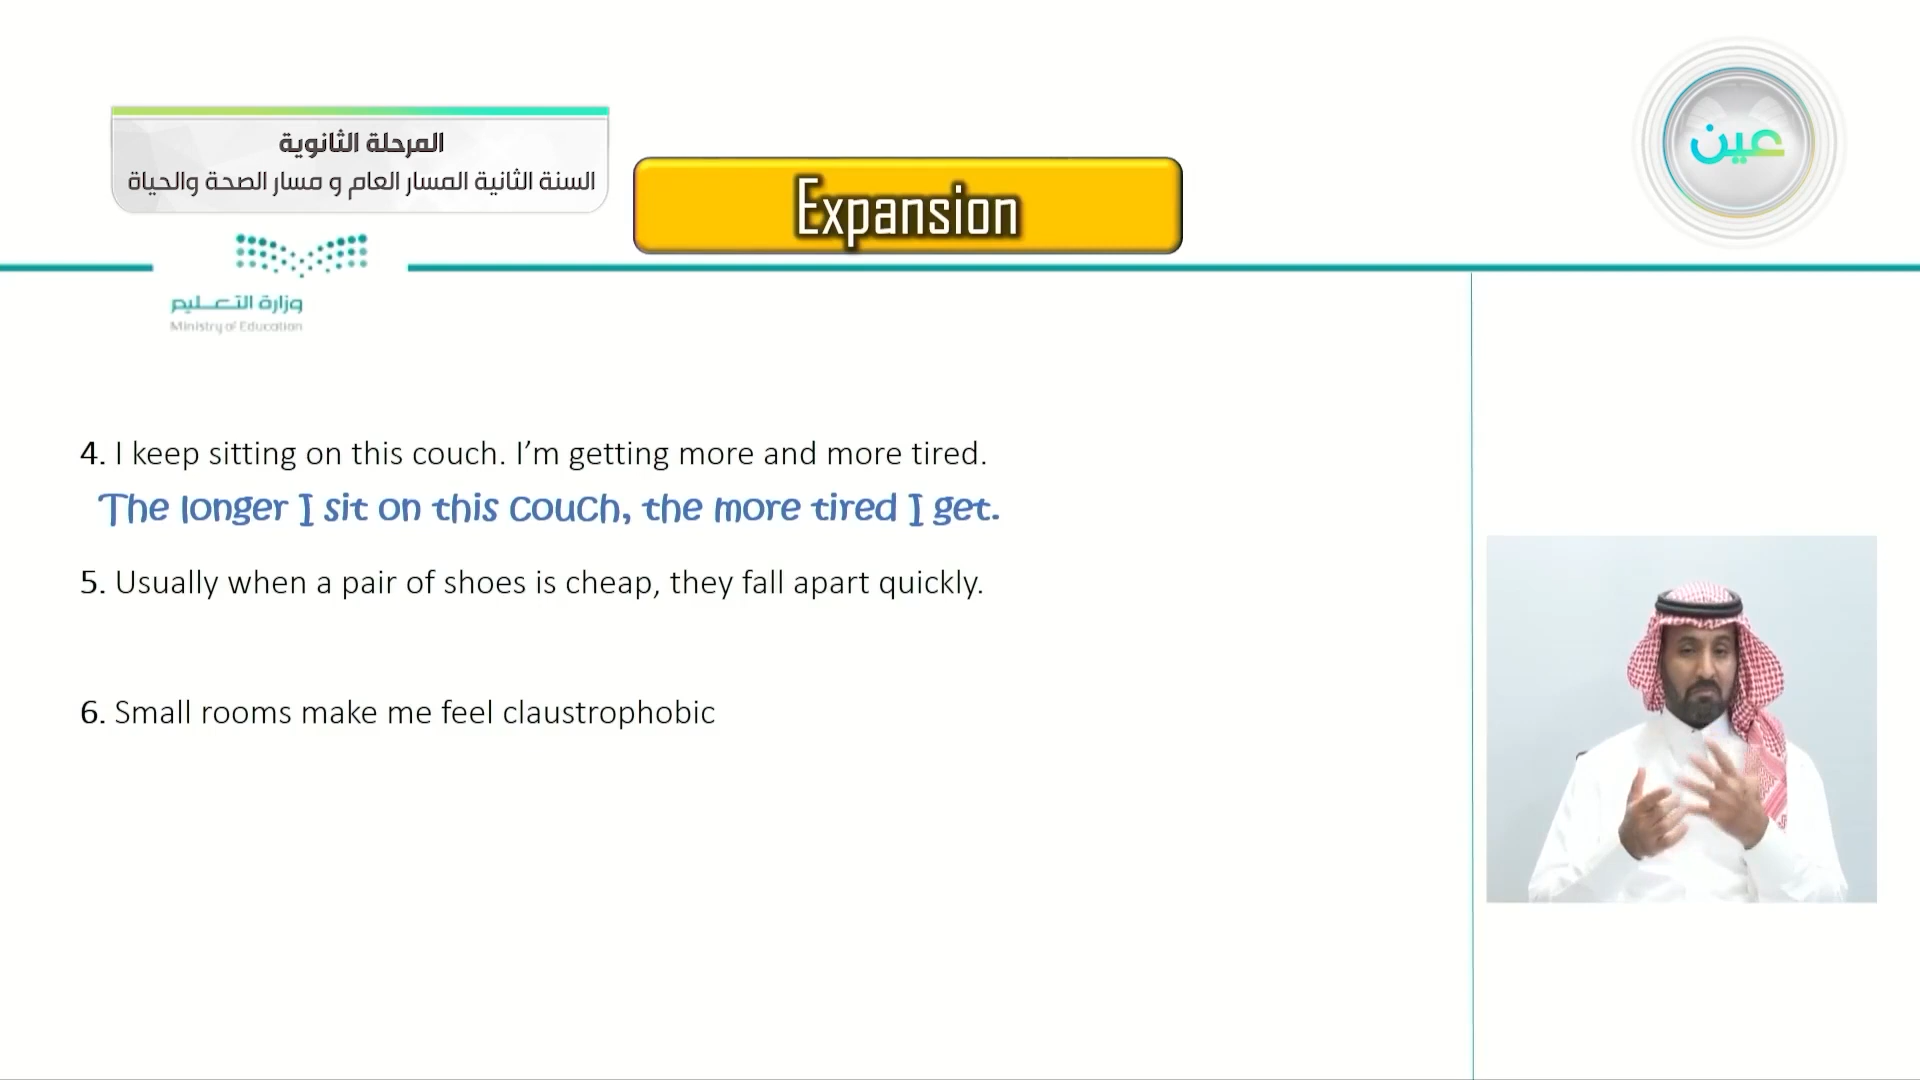 المرحلة الثانوية
السنة الثانية المسار العام و مسار الصحة والحياة
Expansion
عين
وزارة التعليم
Ministry of Education
4. I keep sitting on this couch. I’m getting more and more tired.
The longer I sit on this couch, the more tired I get.
5. Usually when a pair of shoes is cheap, they fall apart quickly.
6. Small rooms make me feel claustrophobic